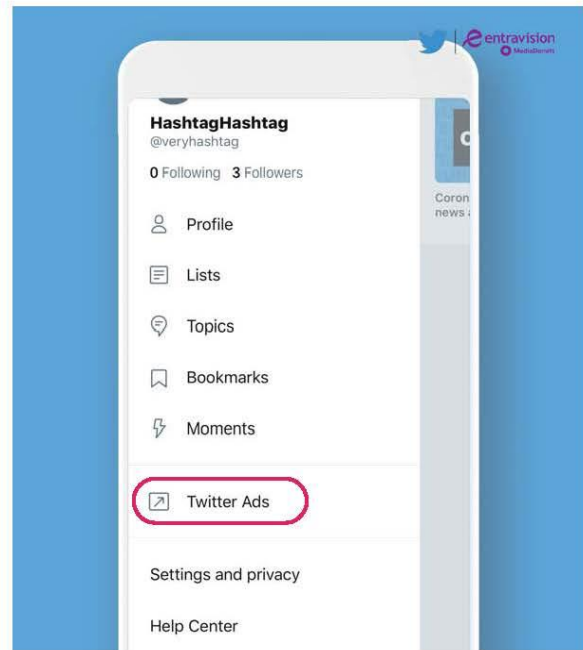 entravision
MediaDonuts
HashtagHashtag
@veryhashtag
0 Following 3 Followers
Coron
news a
Profile
Lists
Topics
Bookmarks
Moments
Twitter Ads
Settings and privacy
Help Center